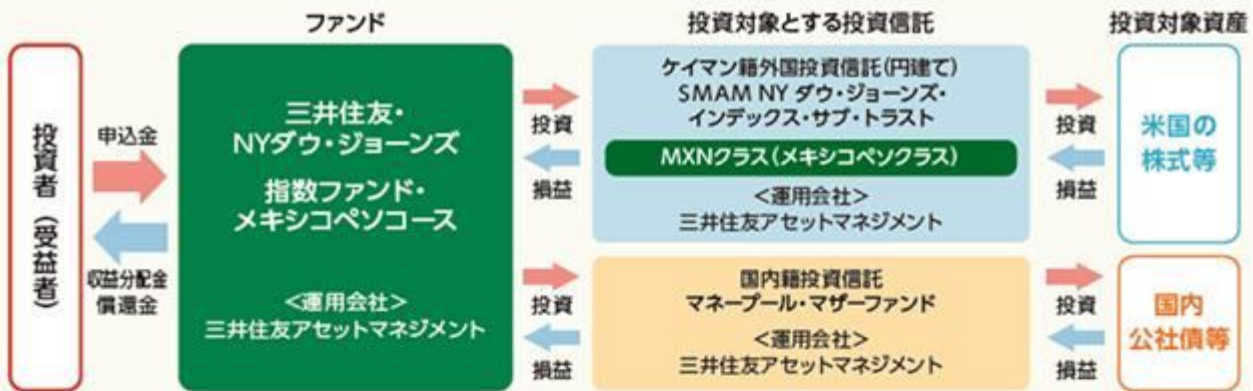 ファンド
投資対象とする投資信託
投資対象資産
投資者（受益者）
申込金
収益分配金
償還金
三井住友・
NYダウ・ジョーンズ
指数ファンド・
メキシコペソコース
<運用会社>
三井住友アセットマネジメント
投資
損益
投資
損益
ケイマン籍外国投資信託(円建て)
SMAM NY ダウ・ジョーンズ・
インデックス・サブ・トラスト
MXNクラス(メキシコペソクラス)
<運用会社>
三井住友アセットマネジメント
国内籍投資信託
マネープール・マザーファンド
<運用会社>
三井住友アセットマネジメント
投資
損益
投資
損益
米国の
株式等
国内
公社債等